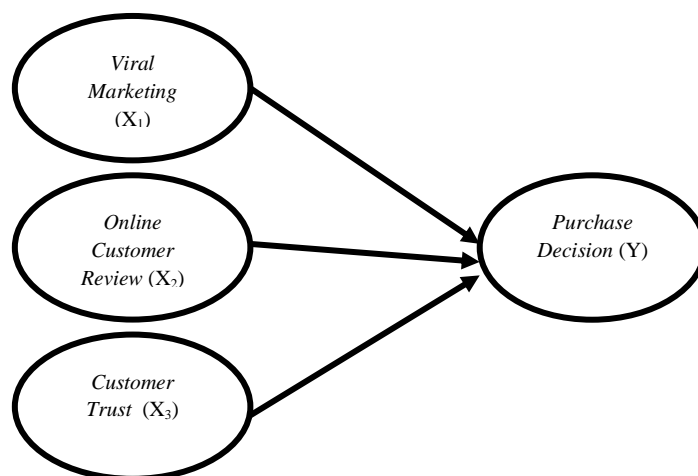 Viral
Marketing
(X₁)
Online
Customer
Review (X₂)
Customer
Trust (X₃)
Purchase
Decision (Y)